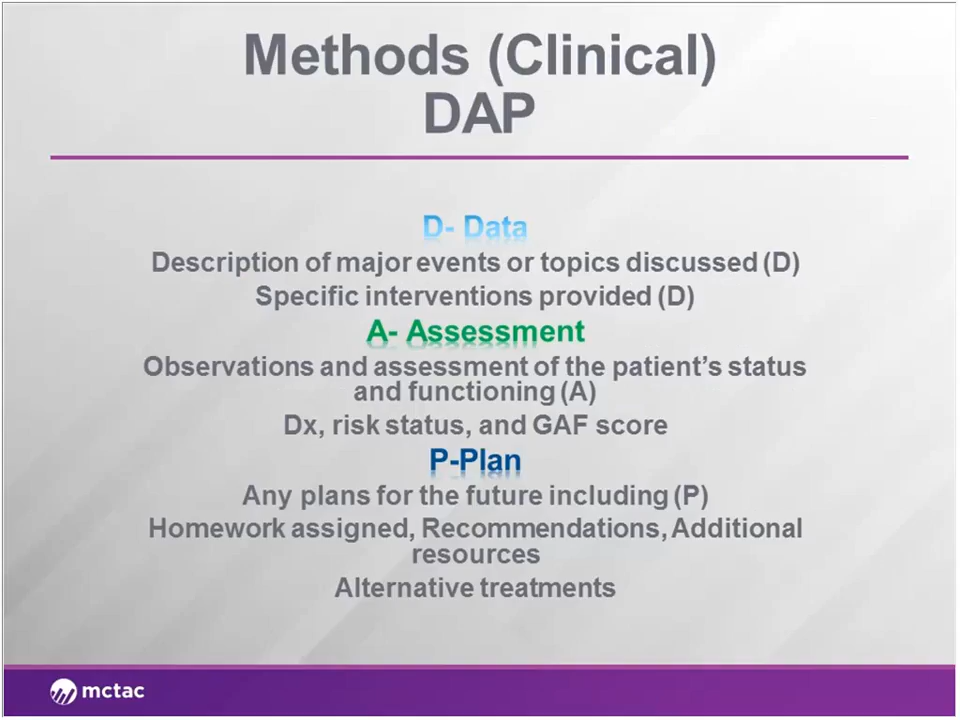 Methods (Clinical)
DAP
D- Data
Description of major events or topics discussed (D)
Specific interventions provided (D)
A- Assessment
Observations and assessment of the patient’s status
and functioning (A)
Dx, risk status, and GAF score
P-Plan
Any plans for the future including (P)
Homework assigned, Recommendations, Additional
resources
Alternative treatments
mctac